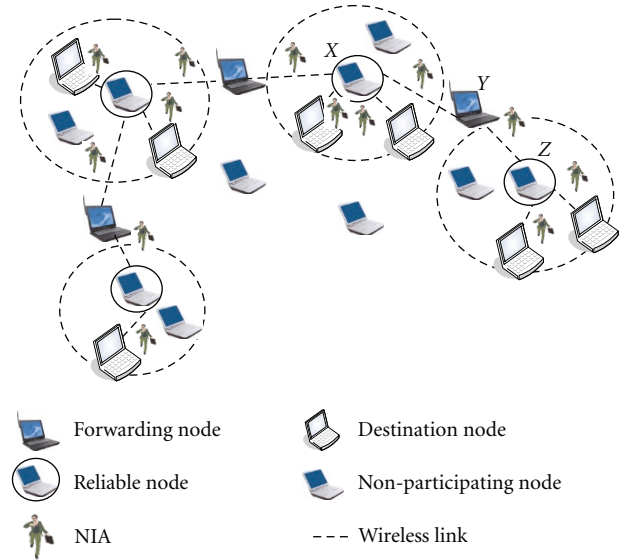 X
Y
Z
Forwarding node
Destination node
Reliable node
Non-participating node
NIA
Wireless link